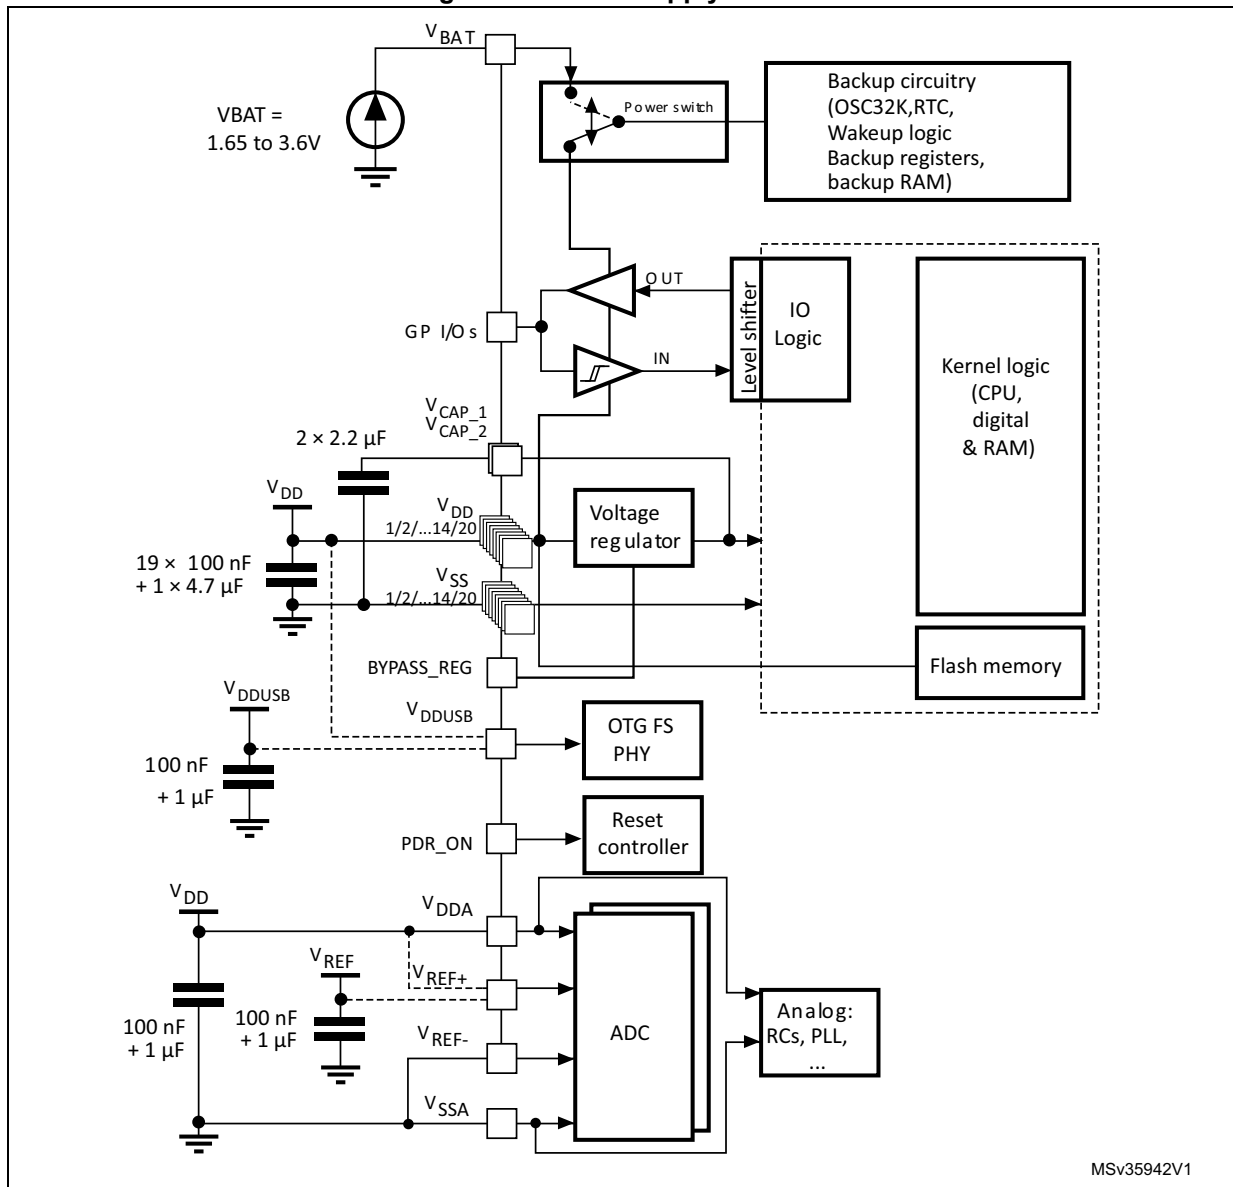 V BAT
VBAT =
1.65 to 3.6V
Power switch
Backup circuitry
(OSC32K,RTC,
Wakeup logic
Backup registers,
backup RAM)
OUT
GP I/Os
IN
Level shifter
IO
Logic
Kernel logic
(CPU,
digital
& RAM)
VCAP_1
VCAP_2
2 × 2.2 µF
VDD
VDD
1/2/...14/20
Voltage
regulator
19 × 100 nF
+ 1 × 4.7 µF
VSS
1/2/...14/20
BYPASS_REG
Flash memory
VDDUSB
VDDUSB
OTG FS
PHY
100 nF
+ 1 µF
PDR_ON
Reset
controller
VDD
VDDA
VREF
VREF+
100 nF
+ 1 µF
100 nF
+ 1 µF
VREF-
ADC
Analog:
RCs, PLL,
...
VSSA
MSv35942V1